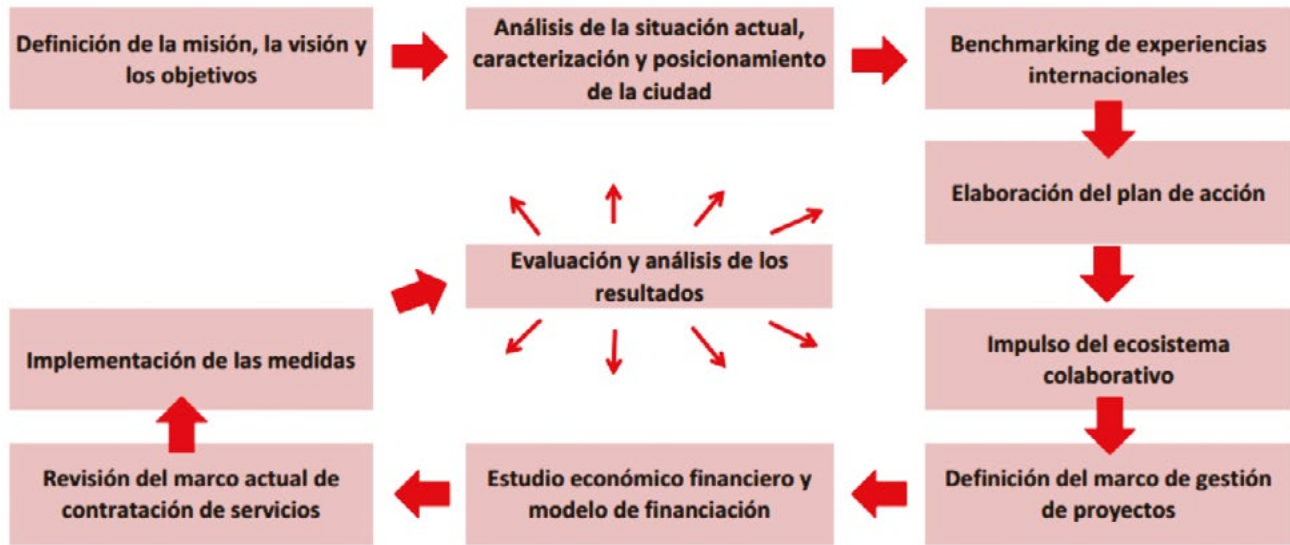 Definición de la misión, la visión y
los objetivos
Análisis de la situación actual,
caracterización y posicionamiento
de la ciudad
Benchmarking de experiencias
internacionales
Elaboración del plan de acción
Evaluación y análisis de los
resultados
Implementación de las medidas
Impulso del ecosistema
colaborativo
Revisión del marco actual de
contratación de servicios
Estudio económico financiero y
modelo de financiación
Definición del marco de gestión
de proyectos